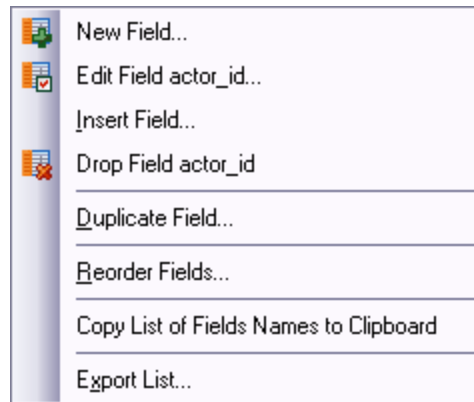 New Field...
Edit Field actor_id...
Insert Field...
Drop Field actor_id
Duplicate Field...
Reorder Fields...
Copy List of Fields Names to Clipboard
Export List...